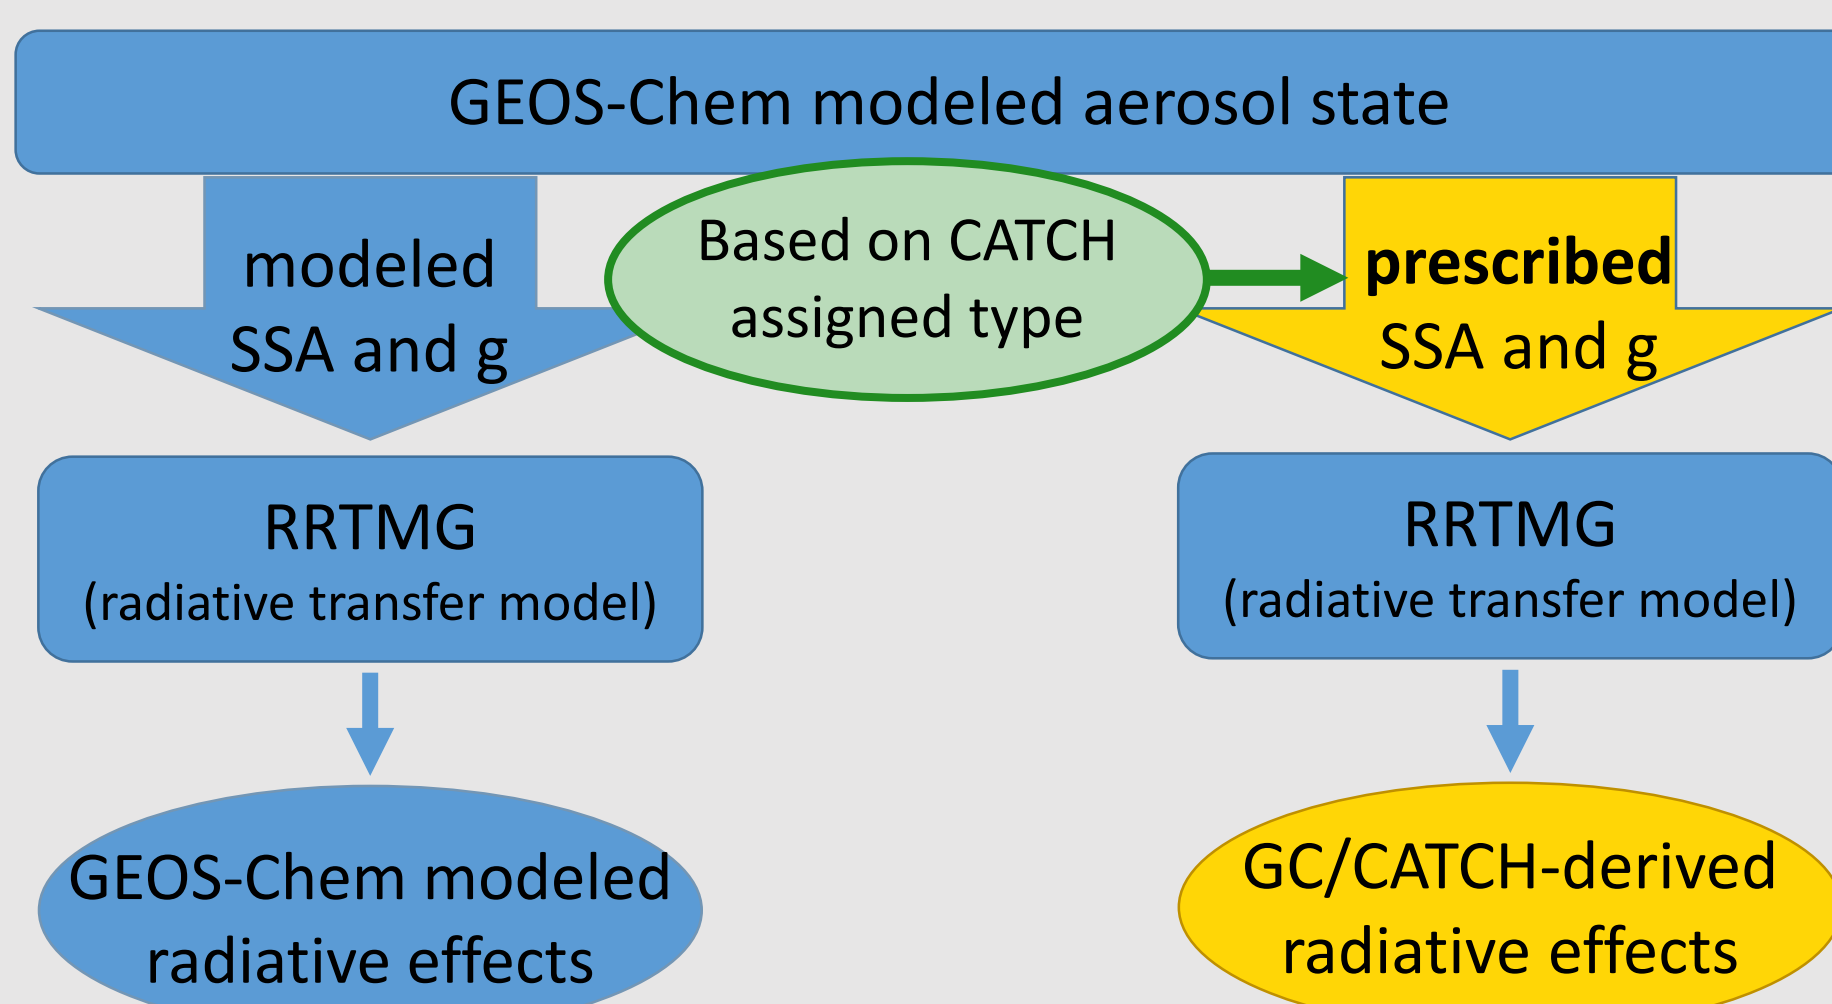 GEOS-Chem modeled aerosol state
modeled
SSA and g
Based on CATCH
assigned type
prescribed
SSA and g
RRTMG
(radiative transfer model)
RRTMG
(radiative transfer model)
GEOS-Chem modeled
radiative effects
GC/CATCH-derived
radiative effects